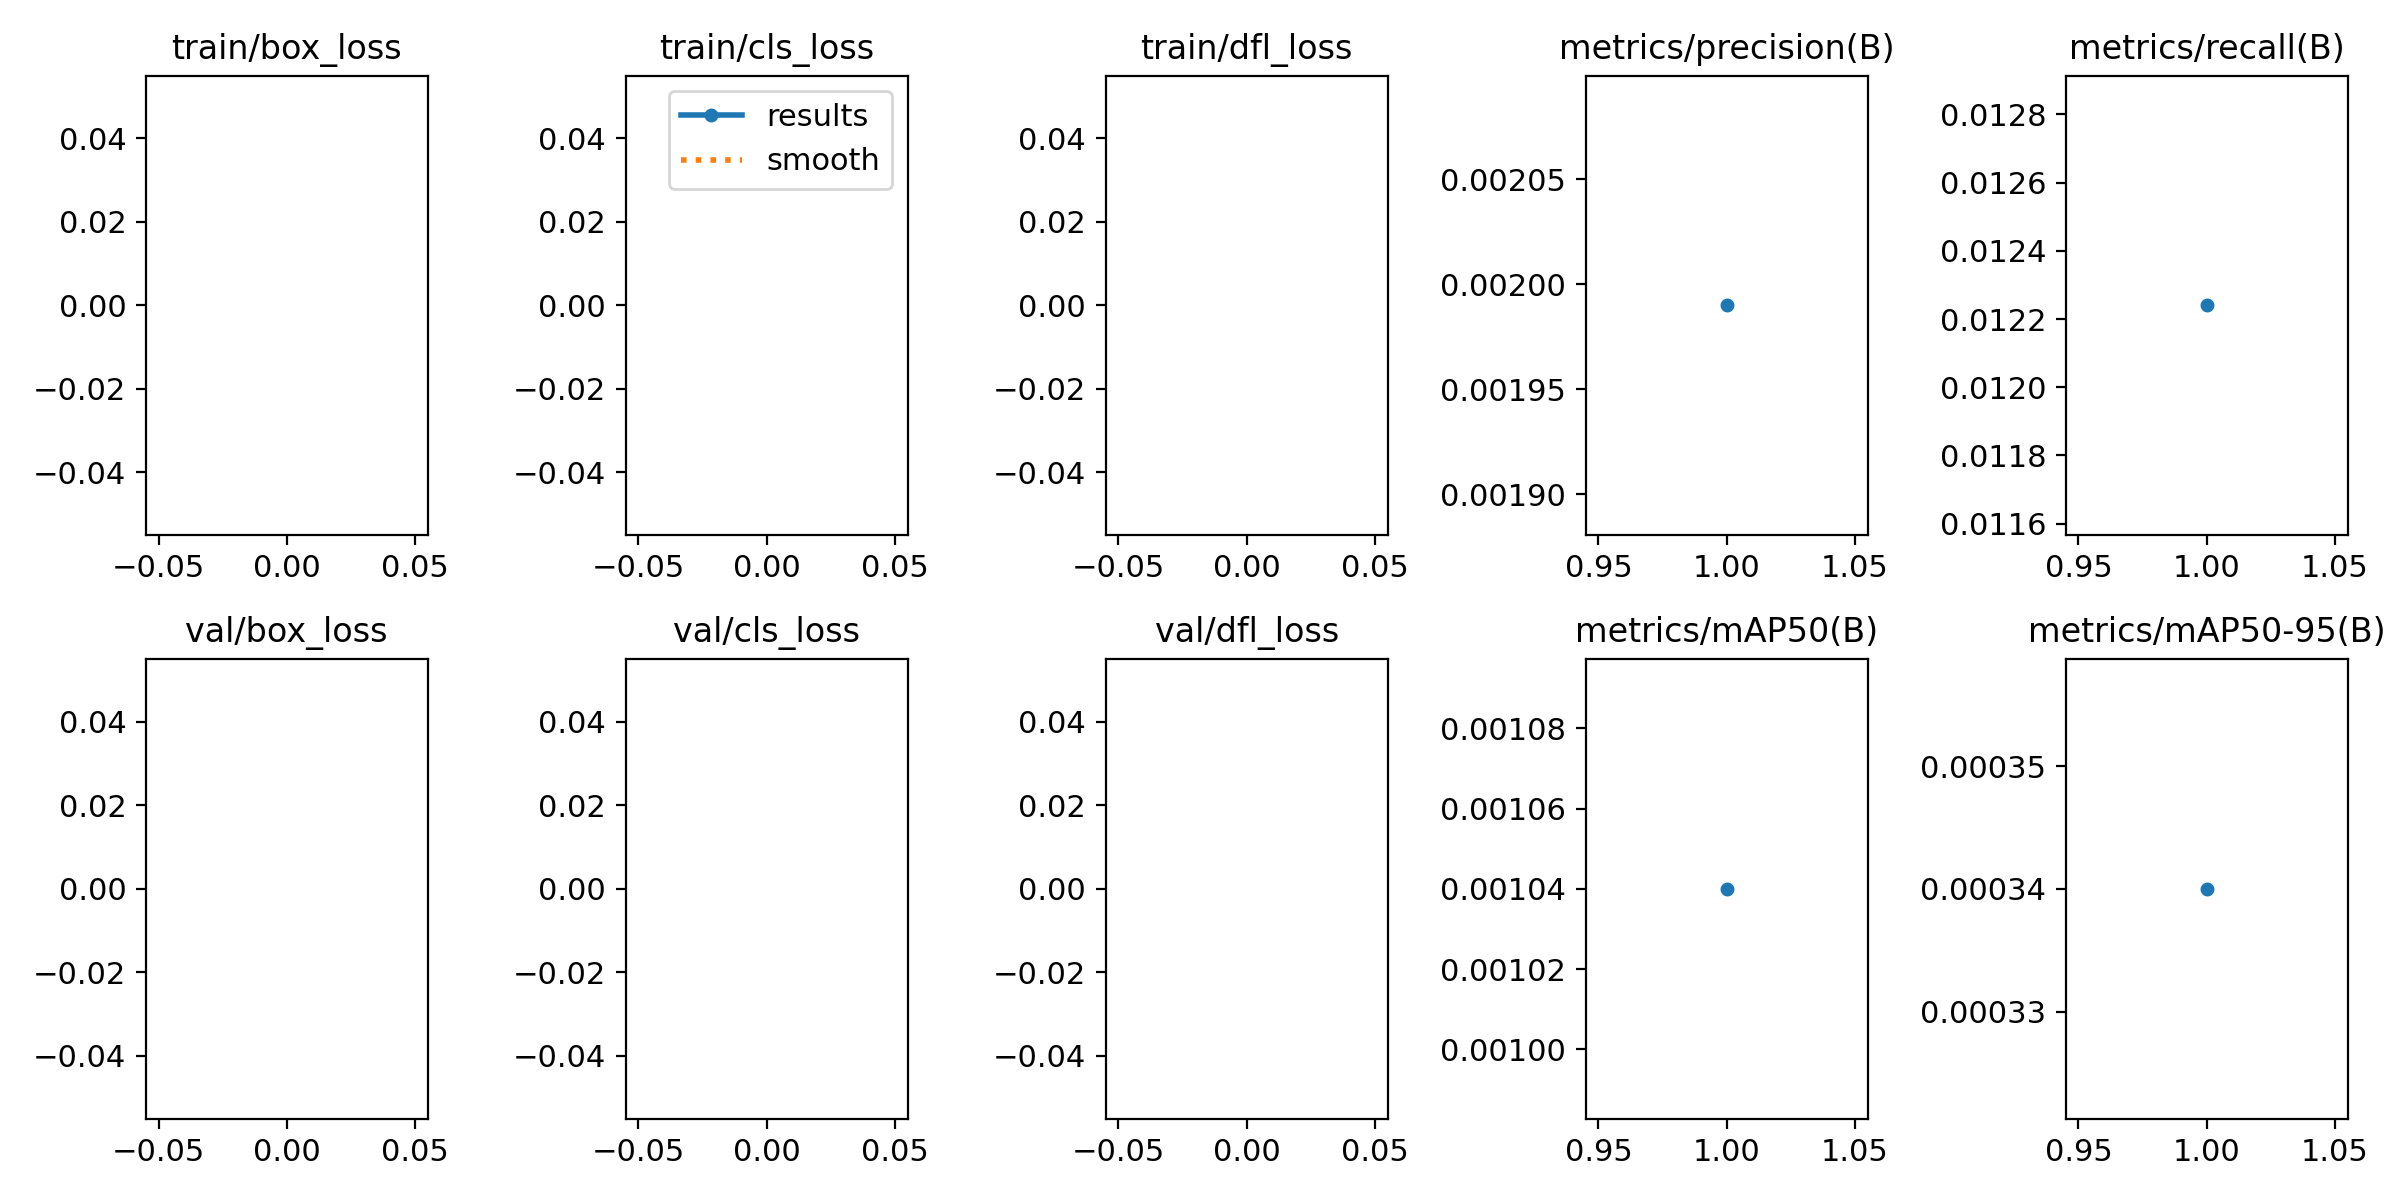 train/box_loss
0.04
0.02
0.00
−0.02
−0.04
−0.05 0.00 0.05
train/cls_loss
results
smooth
0.04
0.02
0.00
−0.02
−0.04
−0.05 0.00 0.05
train/dfl_loss
0.04
0.02
0.00
−0.02
−0.04
−0.05 0.00 0.05
metrics/precision(B)
0.00205
0.00200
0.00195
0.00190
0.95 1.00 1.05
metrics/recall(B)
0.0128
0.0126
0.0124
0.0122
0.0120
0.0118
0.0116
0.95 1.00 1.05
val/box_loss
0.04
0.02
0.00
−0.02
−0.04
−0.05 0.00 0.05
val/cls_loss
0.04
0.02
0.00
−0.02
−0.04
−0.05 0.00 0.05
val/dfl_loss
0.04
0.02
0.00
−0.02
−0.04
−0.05 0.00 0.05
metrics/mAP50(B)
0.00108
0.00106
0.00104
0.00102
0.00100
0.95 1.00 1.05
metrics/mAP50-95(B)
0.00035
0.00034
0.00033
0.95 1.00 1.05